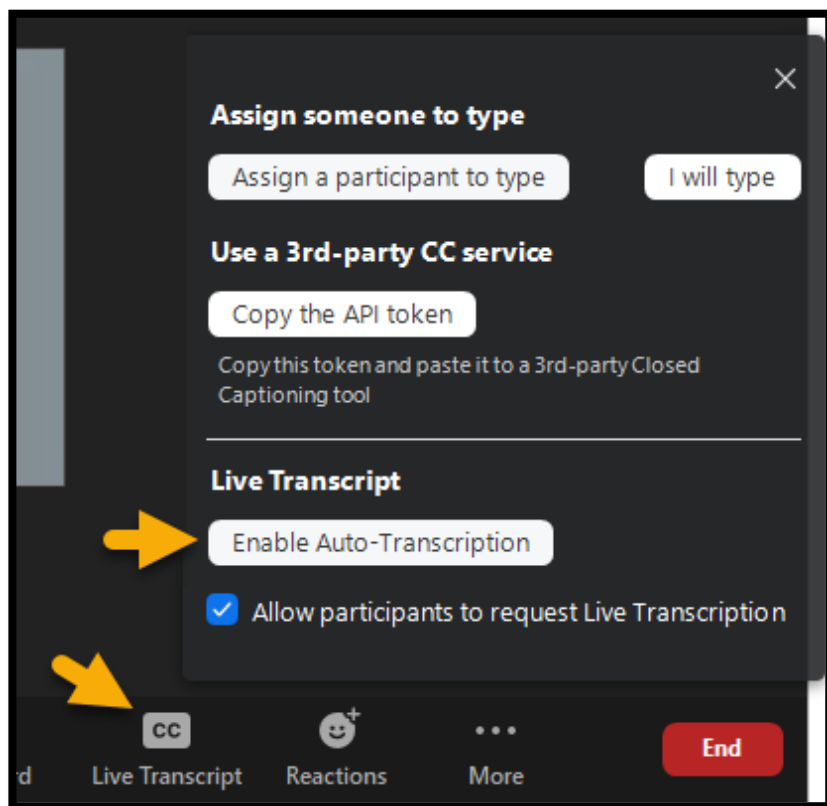 Assign someone to type
Assign a participant to type I will type
Use a 3rd-party CC service
Copy the API token
Copy this token and paste it to a 3rd-party Closed
Captioning tool
Live Transcript
Enable Auto-Transcription
Allow participants to request Live Transcription
CC
End
d Live Transcript Reactions More